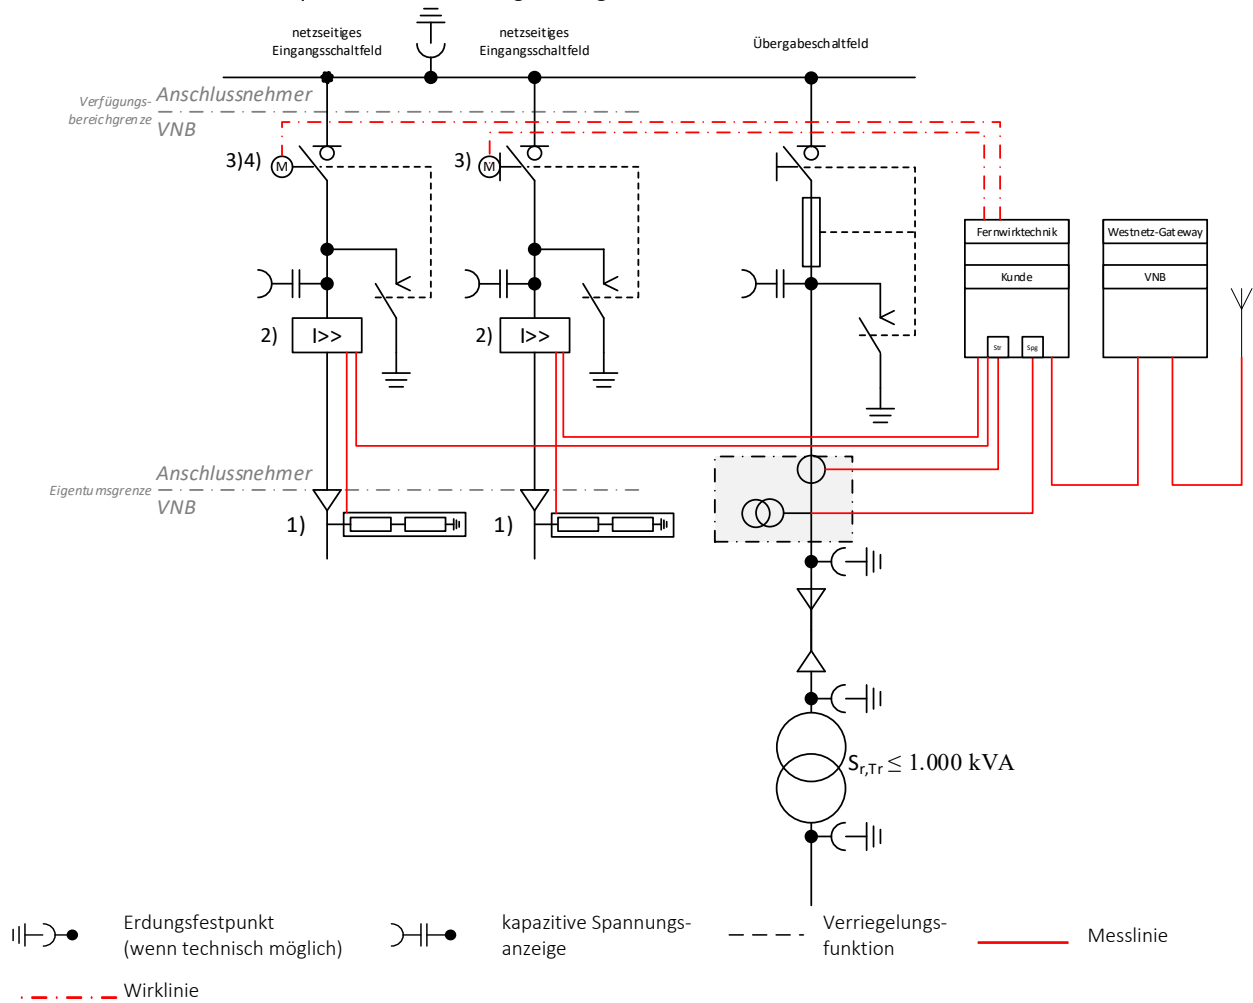 netzseitiges
Eingangsschaltfeld
netzseitiges
Eingangsschaltfeld
Übergabeschaltfeld
Verfügungs-
bereichgrenze
Anschlussnehmer
VNB
3)4)
M
3)
M
Fernwirktechnik
Kunde
Str
Spg
Westnetz-Gateway
VNB
2)
I>>
2)
I>>
Eigentumsgrenze
Anschlussnehmer
VNB
1)
1)
Sr,Tr ≤ 1.000 kVA
Erdungsfestpunkt
(wenn technisch möglich)
kapazitive Spannungs-
anzeige
Verriegelungs-
funktion
Messlinie
Wirklinie